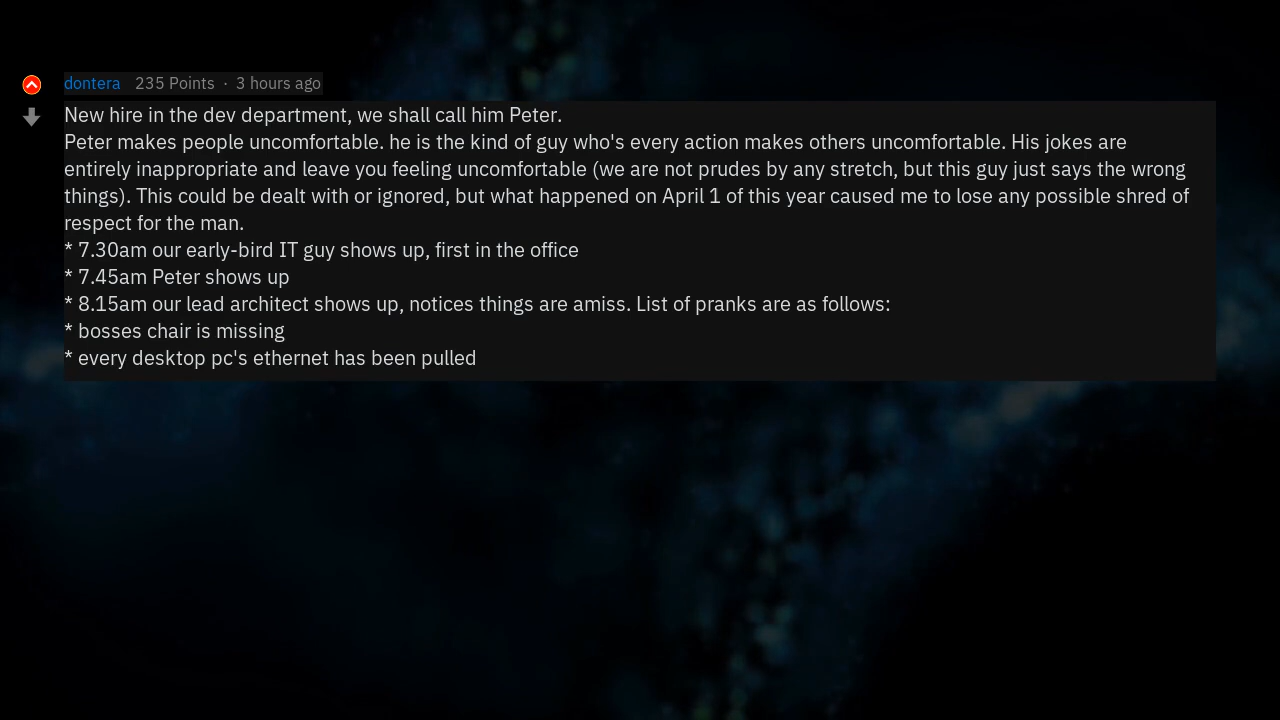 dontera 235 Points · 3 hours ago
New hire in the dev department, we shall call him Peter.
Peter makes people uncomfortable. he is the kind of guy who's every action makes others uncomfortable. His jokes are
entirely inappropriate and leave you feeling uncomfortable (we are not prudes by any stretch, but this guy just says the wrong
things). This could be dealt with or ignored, but what happened on April 1 of this year caused me to lose any possible shred of
respect for the man.
* 7.30am our early-bird IT guy shows up, first in the office
* 7.45am Peter shows up
* 8.15am our lead architect shows up, notices things are amiss. List of pranks are as follows:
* bosses chair is missing
* every desktop pc's ethernet has been pulled